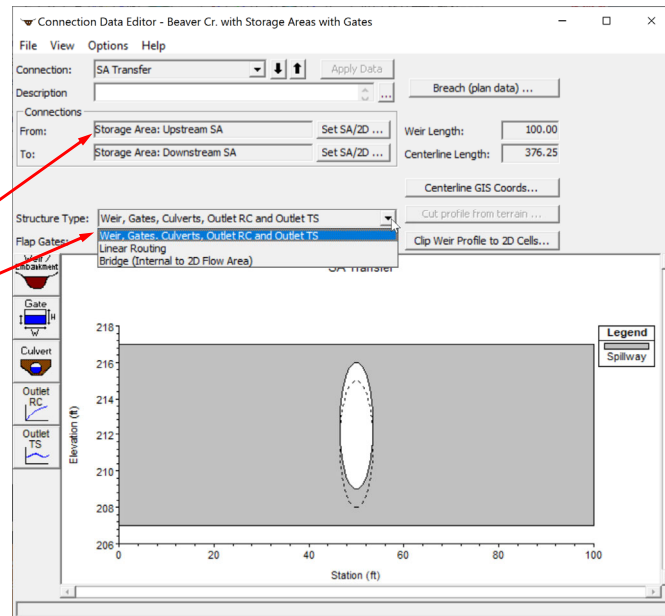 Connection Data Editor - Beaver Cr. with Storage Areas with Gates
File View Options Help
Connection: SA Transfer Apply Data
Description ... Breach (plan data) ...
Connections
From: Storage Area: Upstream SA Set SA/2D ... Weir Length: 100.00
To: Storage Area: Downstream SA Set SA/2D ... Centerline Length: 376.25
Centerline GIS Coords...
Structure Type: Weir, Gates, Culverts, Outlet RC and Outlet TS Cut profile from terrain ...
Flap Gates: Weir, Gates, Culverts, Outlet RC and Outlet TS Clip Weir Profile to 2D Cells...
Linear Routing
Bridge (Internal to 2D Flow Area)
Weir / Embankment
SA Transfer
Gate
H
W
Culvert
Outlet
RC
Outlet
TS
218
216
214
212
210
208
206
Elevation (ft)
0 20 40 60 80 100
Station (ft)
Legend
Spillway